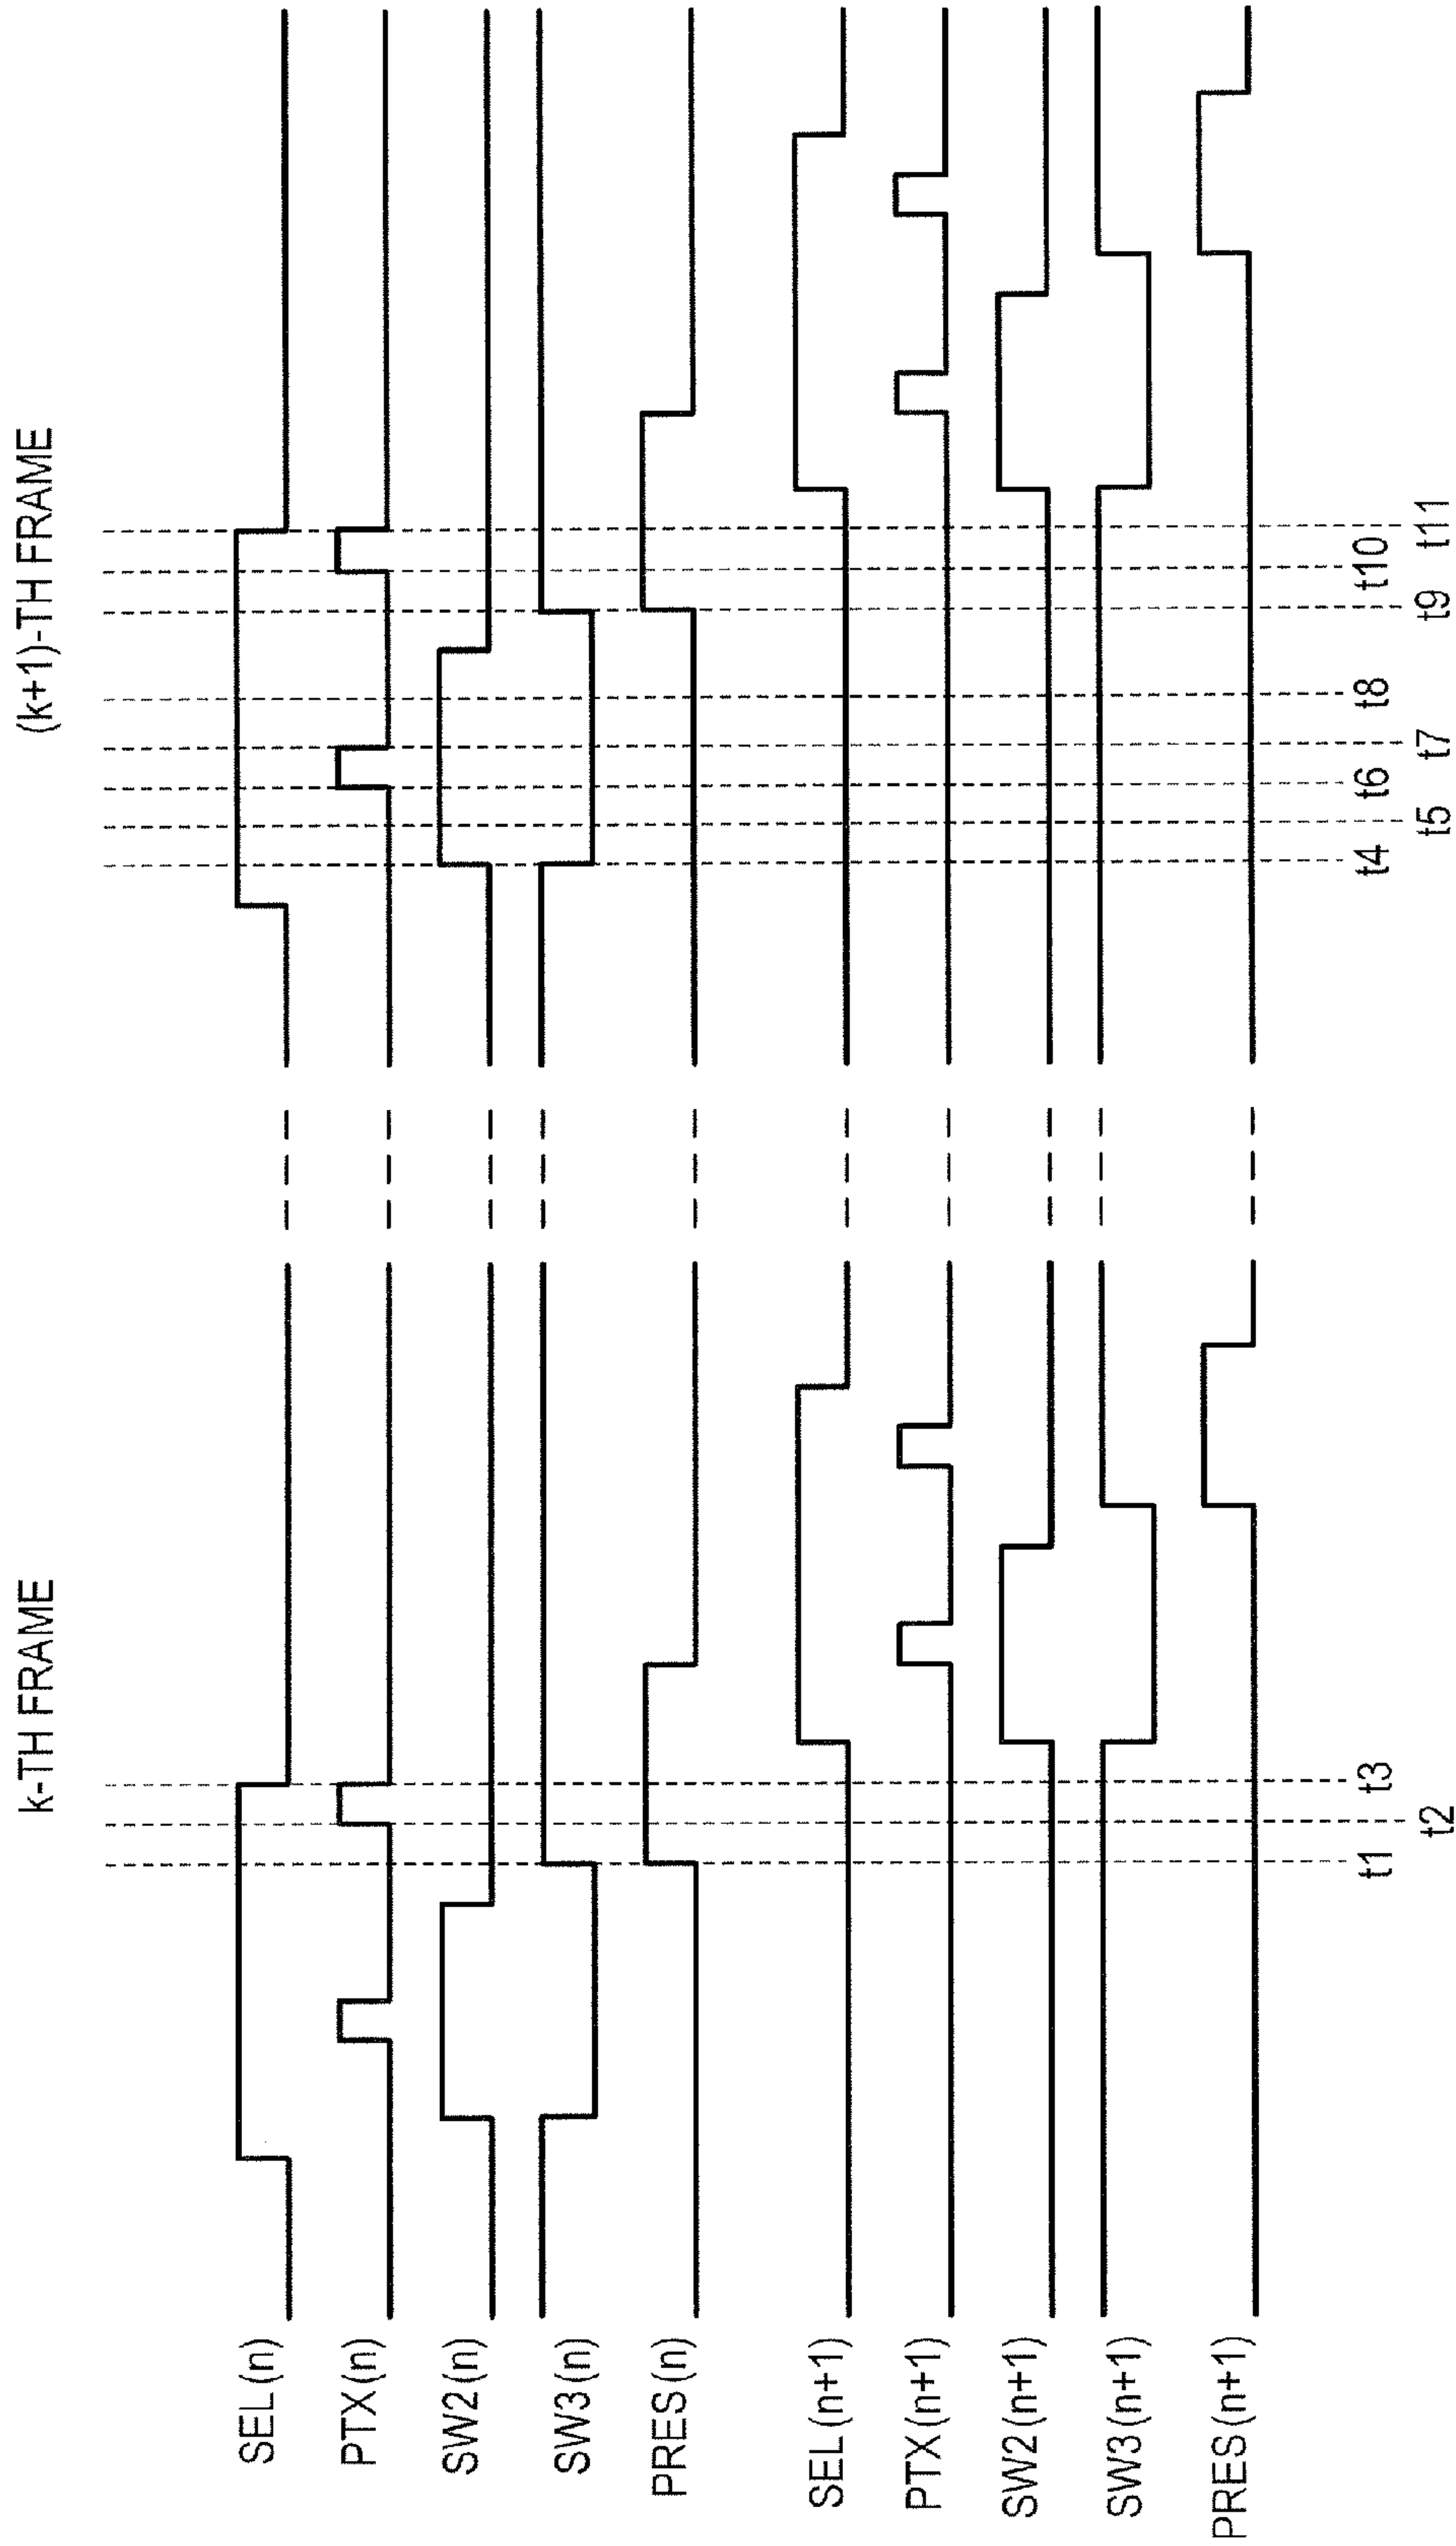 k-TH FRAME
(k+1)-TH FRAME
SEL(n)
PTX(n)
SW2(n)
SW3(n)
PRES(n)
SEL(n+1)
PTX(n+1)
SW2(n+1)
SW3(n+1)
PRES(n+1)
t1
t2
t3
t4
t5
t6
t7
t8
t9
t10
t11